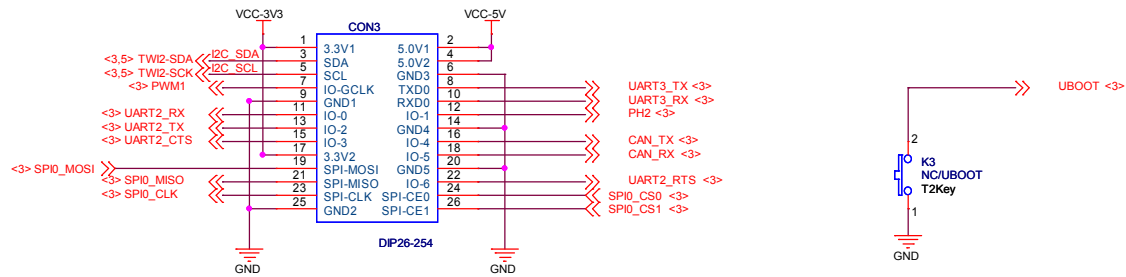 VCC-3V3
VCC-5V
CON3
1 3.3V1 5.0V1 2
<3,5> TWI2-SDA I2C_SDA 3 SDA 5.0V2 4
<3,5> TWI2-SCK I2C_SCL 5 SCL GND3 6
<3> PWM1 7 IO-GCLK TXD0 8 UART3_TX <3>
9 GND1 RXD0 10 UART3_RX <3>
<3> UART2_RX 11 IO-0 IO-1 12 PH2 <3>
<3> UART2_TX 13 IO-2 GND4 14
<3> UART2_CTS 15 IO-3 IO-4 16 CAN_TX <3>
17 3.3V2 IO-5 18 CAN_RX <3>
<3> SPI0_MOSI 19 SPI-MOSI GND5 20
<3> SPI0_MISO 21 SPI-MISO IO-6 22 UART2_RTS <3>
<3> SPI0_CLK 23 SPI-CLK SPI-CE0 24 SPI0_CS0 <3>
25 GND2 SPI-CE1 26 SPI0_CS1 <3>
DIP26-254
GND
GND
UBOOT <3>
2
K3
NC/UBOOT
T2Key
1
GND